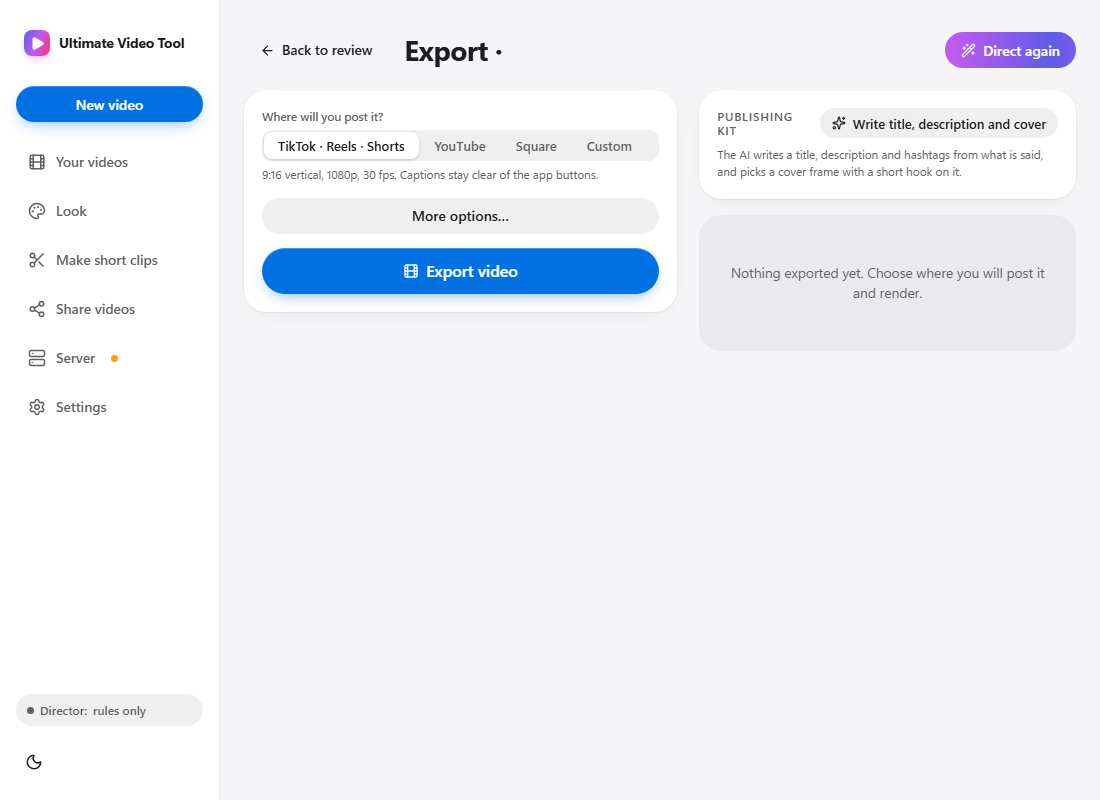 Ultimate Video Tool
New video
Your videos
Look
Make short clips
Share videos
Server
Settings
Director: rules only
Back to review
Export •
Direct again
Where will you post it?
TikTok · Reels · Shorts
YouTube
Square
Custom
9:16 vertical, 1080p, 30 fps. Captions stay clear of the app buttons.
More options...
Export video
PUBLISHING
KIT
Write title, description and cover
The AI writes a title, description and hashtags from what is said,
and picks a cover frame with a short hook on it.
Nothing exported yet. Choose where you will post it
and render.